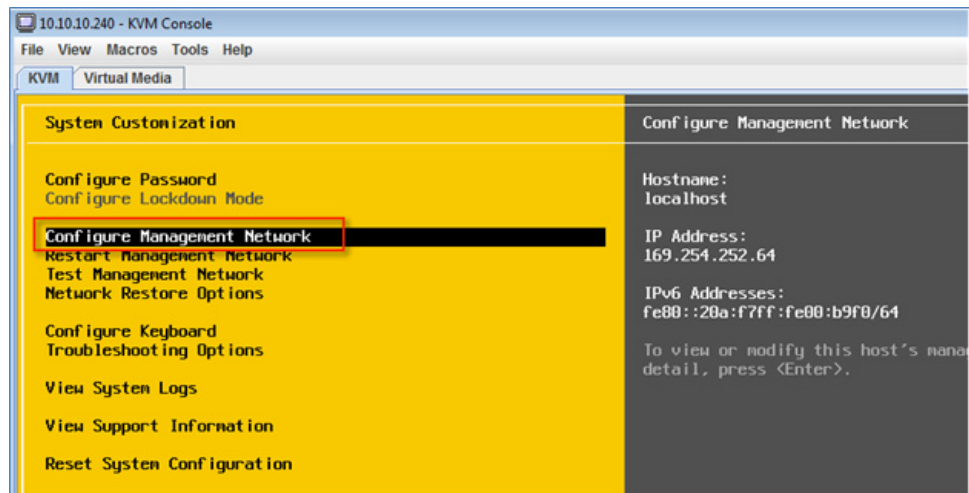 10.10.10.240 - KVM Console
File View Macros Tools Help
KVM Virtual Media
System Customization
Configure Password
Configure Lockdown Mode
Configure Management Network
Restart Management Network
Test Management Network
Network Restore Options
Configure Keyboard
Troubleshooting Options
View System Logs
View Support Information
Reset System Configuration
Configure Management Network
Hostname:
localhost
IP Address:
169.254.252.64
IPv6 Addresses:
fe80::20a:f7ff:fe00:b9f0/64
To view or modify this host's mana
detail, press <Enter>.